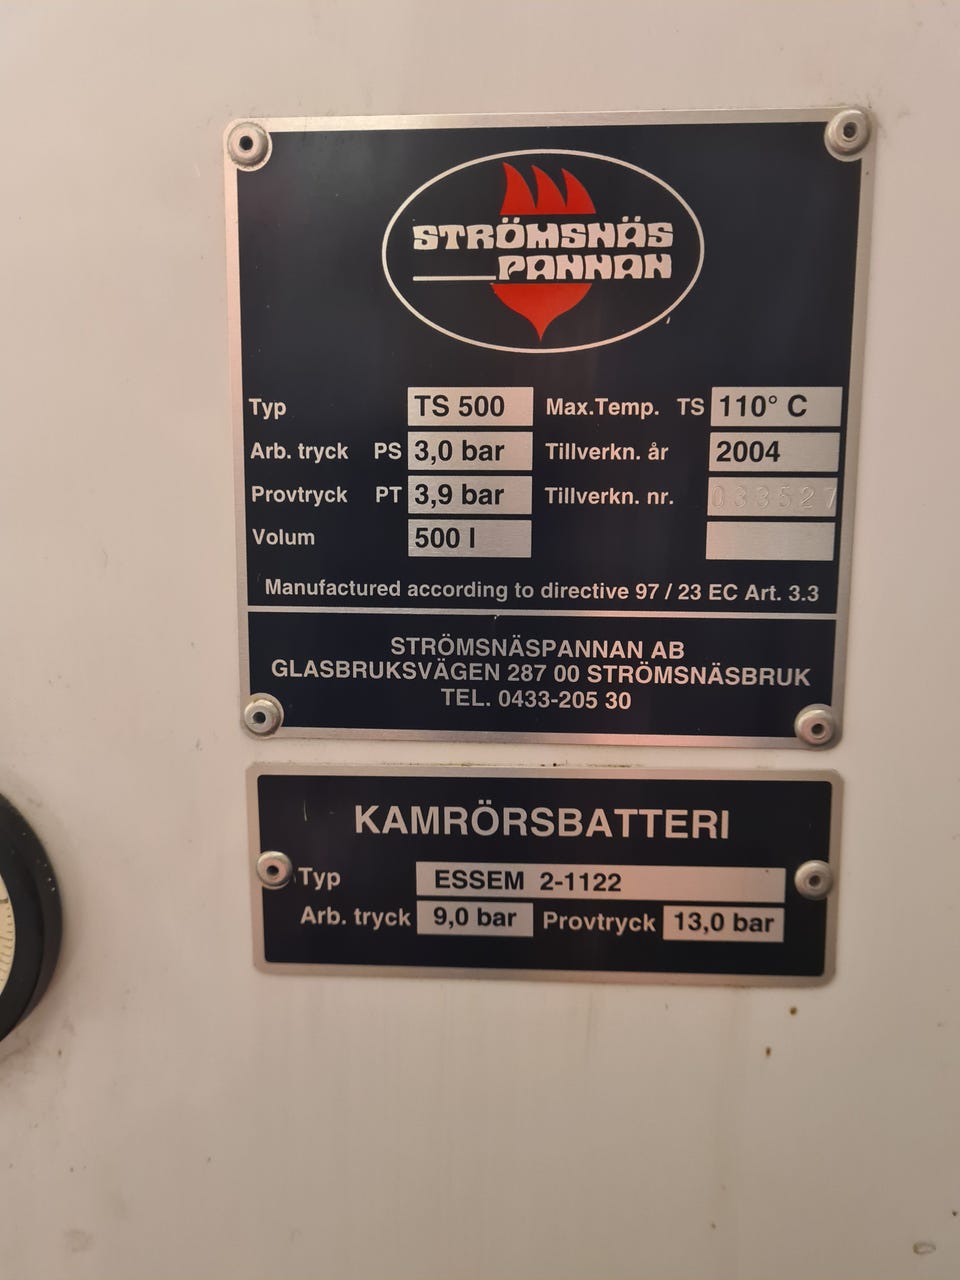 STRÖMSNÄS
PANNAN
Typ TS 500 Max.Temp. TS 110° C
Arb. tryck PS 3,0 bar Tillverkn. år 2004
Provtryck PT 3,9 bar Tillverkn. nr. 033527
Volum 500 l
Manufactured according to directive 97 / 23 EC Art. 3.3
STRÖMSNÄSPANNAN AB
GLASBRUKSVÄGEN 287 00 STRÖMSNÄSBRUK
TEL. 0433-205 30
KAMRÖRSBATTERI
Typ ESSEM 2-1122
Arb. tryck 9,0 bar Provtryck 13,0 bar